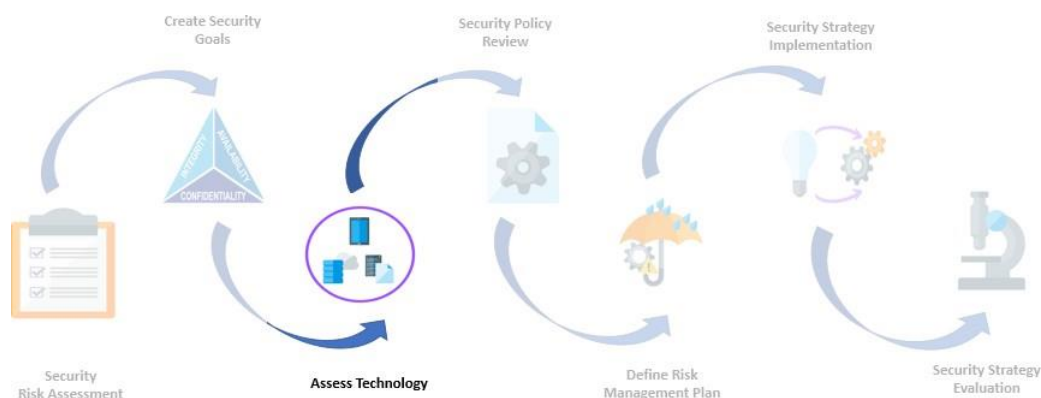 Create Security
Goals
Security Policy
Review
Security Strategy
Implementation
INTEGRITY
AVAILABILITY
CONFIDENTIALITY
Security
Risk Assessment
Assess Technology
Define Risk
Management Plan
Security Strategy
Evaluation